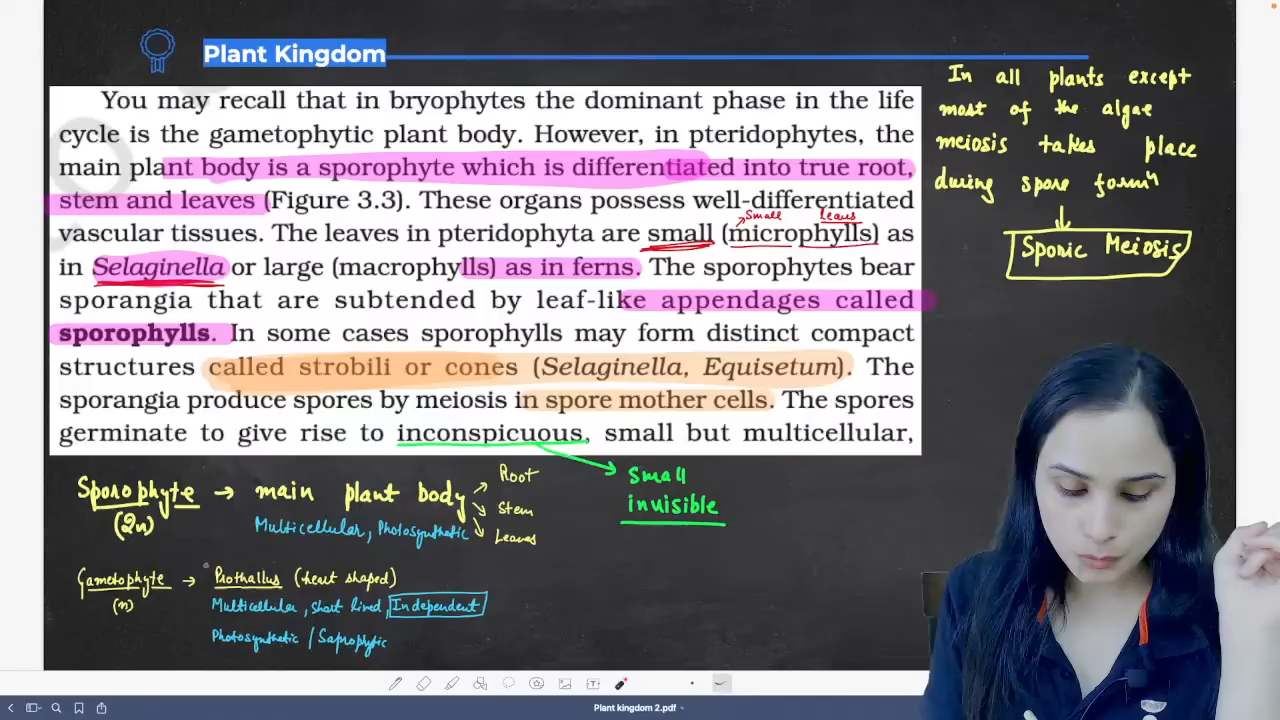 Plant Kingdom
You may recall that in bryophytes the dominant phase in the life
cycle is the gametophytic plant body. However, in pteridophytes, the
main plant body is a sporophyte which is differentiated into true root,
stem and leaves (Figure 3.3). These organs possess well-differentiated
small leaves
vascular tissues. The leaves in pteridophyta are small (microphylls) as
in Selaginella or large (macrophylls) as in ferns. The sporophytes bear
sporangia that are subtended by leaf-like appendages called
sporophylls. In some cases sporophylls may form distinct compact
structures called strobili or cones (Selaginella, Equisetum). The
sporangia produce spores by meiosis in spore mother cells. The spores
germinate to give rise to inconspicuous, small but multicellular,
In all plants except
most of the algae
meiosis takes place
during spore formⁿ
↓
Sporic Meiosis
Small
invisible
Sporophyte → main plant body
(2n)
Multicellular, Photosynthetic
Root
Stem
Leaves
Gametophyte → Prothallus (heart shaped)
(n)
Multicellular, Short lived, Independent
Photosynthetic / Saprophytic
Plant kingdom 2.pdf